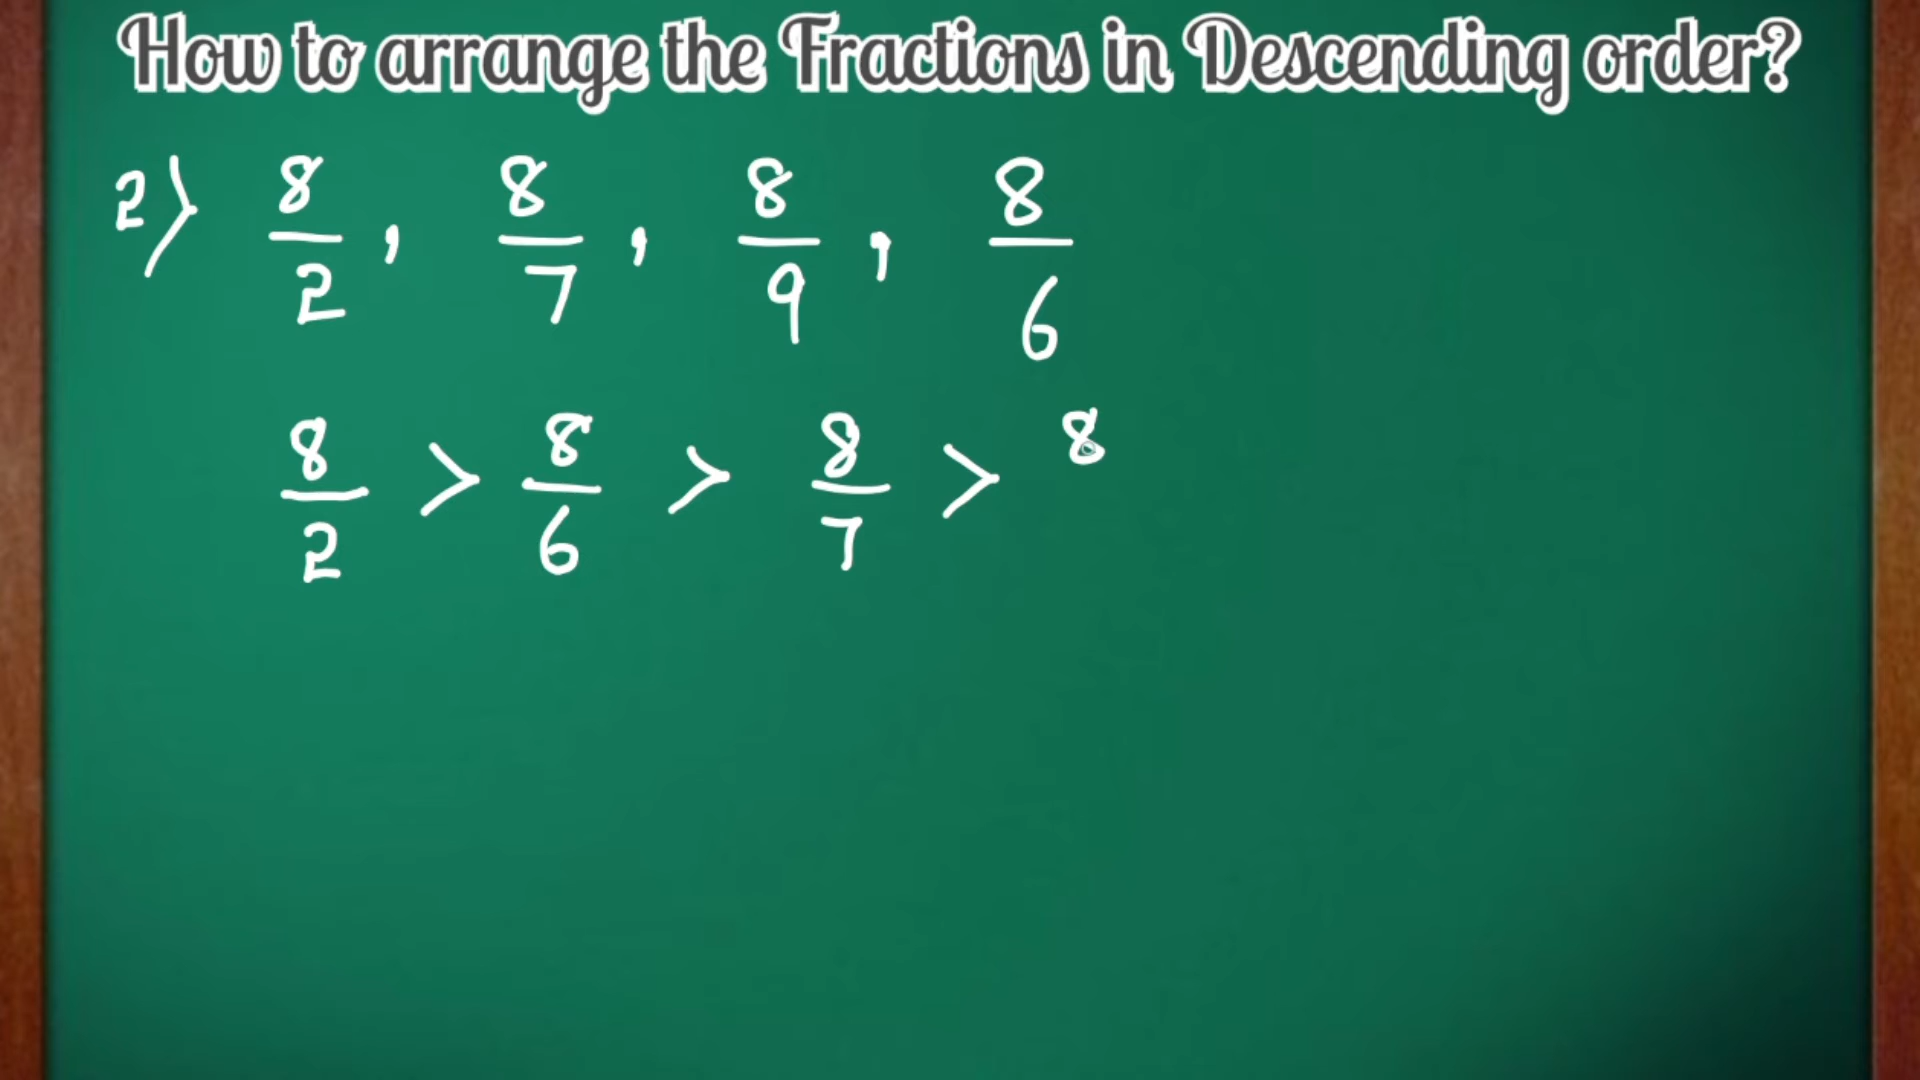 How to arrange the Fractions in Descending order?
2) 8/2, 8/7, 8/9, 8/6
8/2 > 8/6 > 8/7 > 8